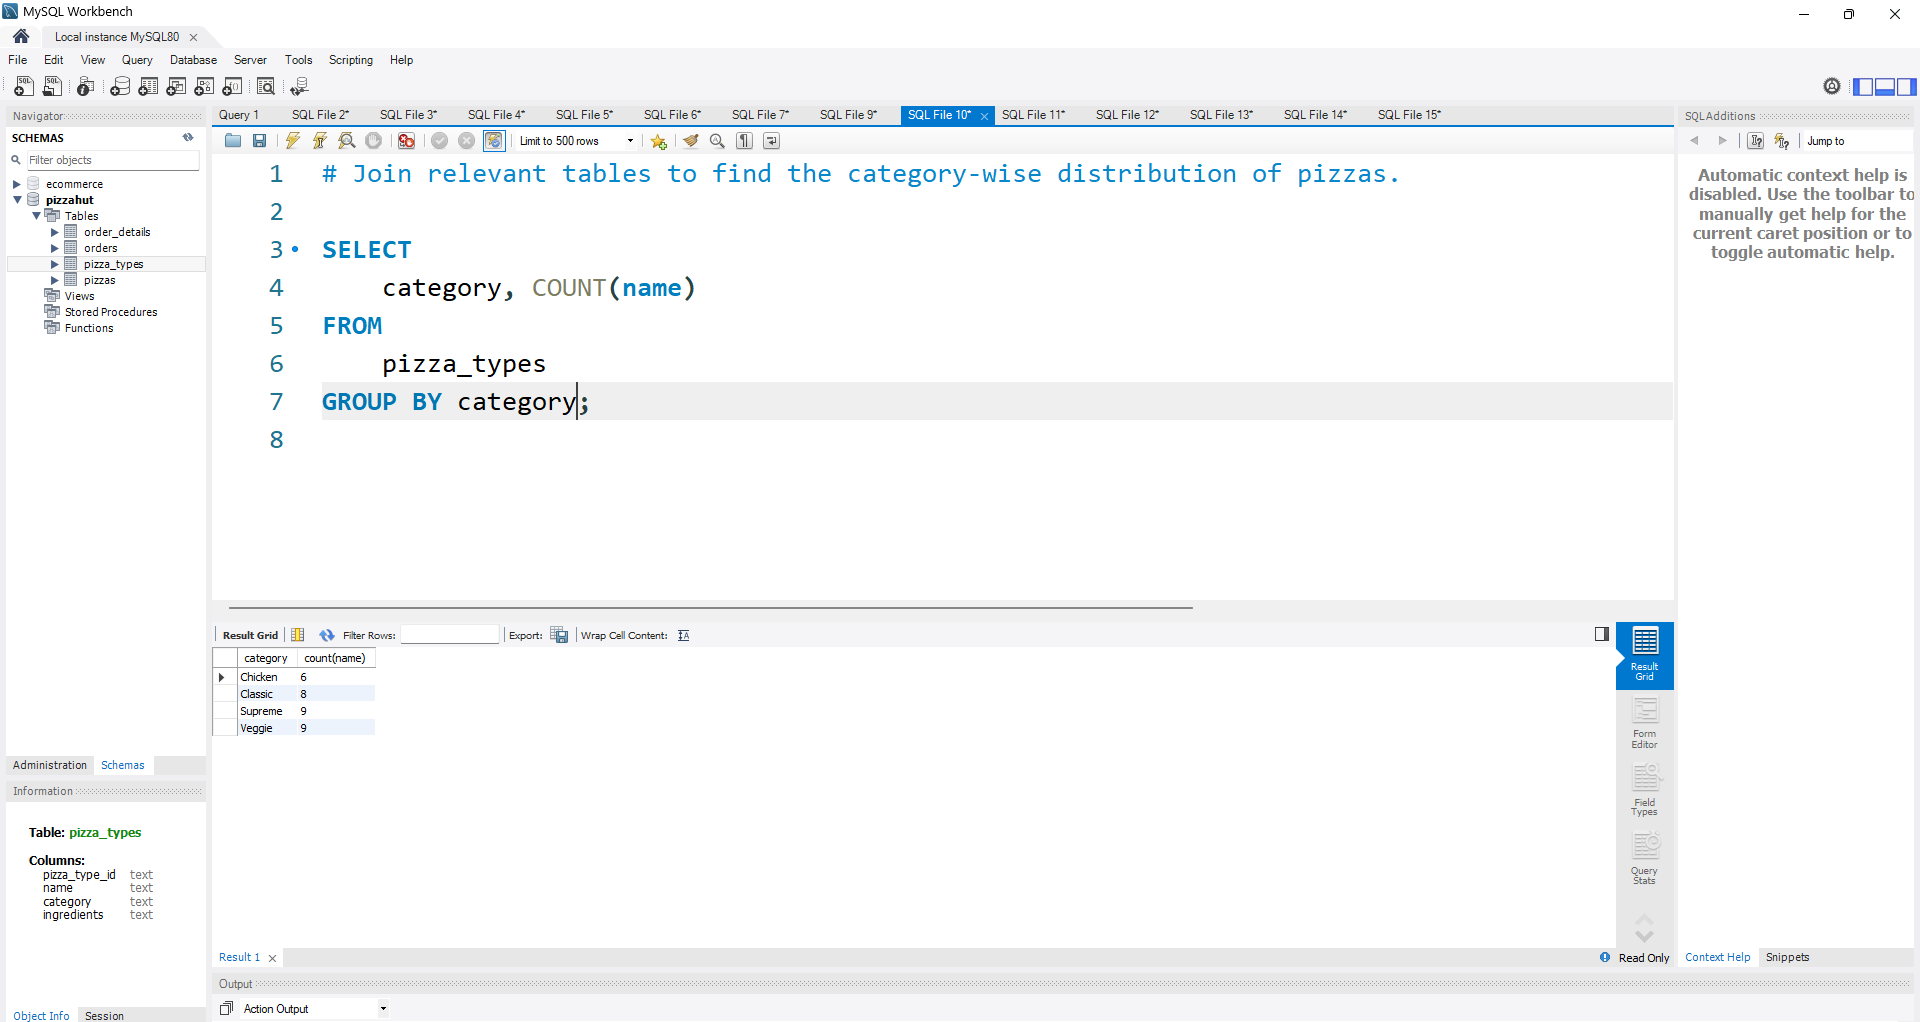 MySQL Workbench
Local instance MySQL80
File Edit View Query Database Server Tools Scripting Help
Navigator
SCHEMAS
Filter objects
ecommerce
pizzahut
Tables
order_details
orders
pizza_types
pizzas
Views
Stored Procedures
Functions
Administration Schemas
Information
Table: pizza_types
Columns:
pizza_type_id text
name text
category text
ingredients text
Object Info Session
Query 1 SQL File 2* SQL File 3* SQL File 4* SQL File 5* SQL File 6* SQL File 7* SQL File 8* SQL File 9* SQL File 10* SQL File 11* SQL File 12* SQL File 13* SQL File 14* SQL File 15*
Limit to 500 rows
1 # Join relevant tables to find the category-wise distribution of pizzas.
2
3 SELECT
4 category, COUNT(name)
5 FROM
6 pizza_types
7 GROUP BY category;
8
Result Grid Filter Rows: Export: Wrap Cell Content:
category count(name)
Chicken 6
Classic 8
Supreme 9
Veggie 9
Result
Grid
Form
Editor
Field
Types
Query
Stats
Result 1
Read Only
Output
Action Output
SQLAdditions
Jump to
Automatic context help is
disabled. Use the toolbar to
manually get help for the
current caret position or to
toggle automatic help.
Context Help Snippets